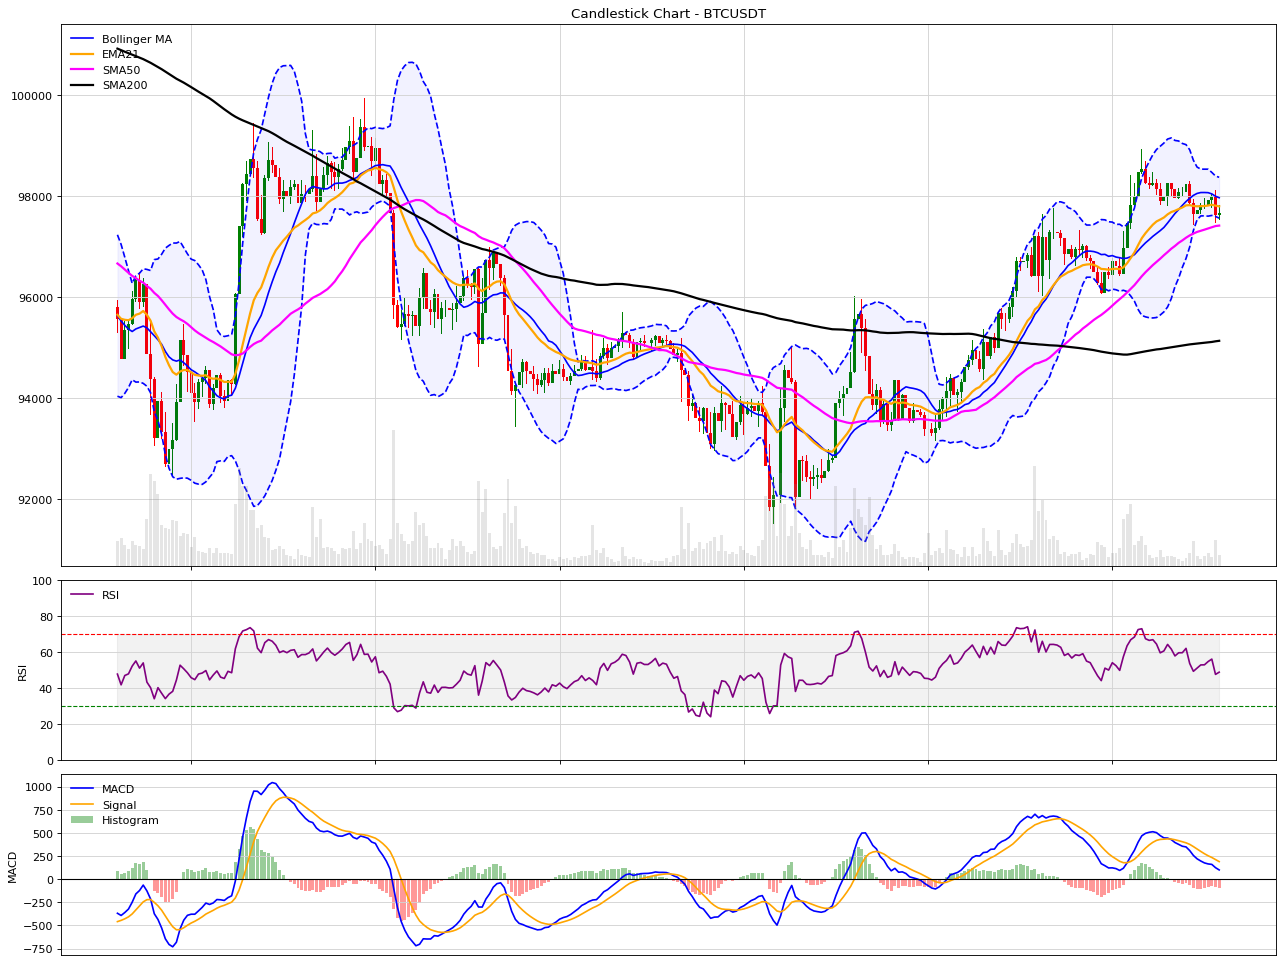 Candlestick Chart - BTCUSDT
Bollinger MA
EMA21
SMA50
SMA200
100000
98000
96000
94000
92000
RSI
100
80
60
40
20
0
RSI
MACD
Signal
Histogram
1000
750
500
250
0
−250
−500
−750
MACD